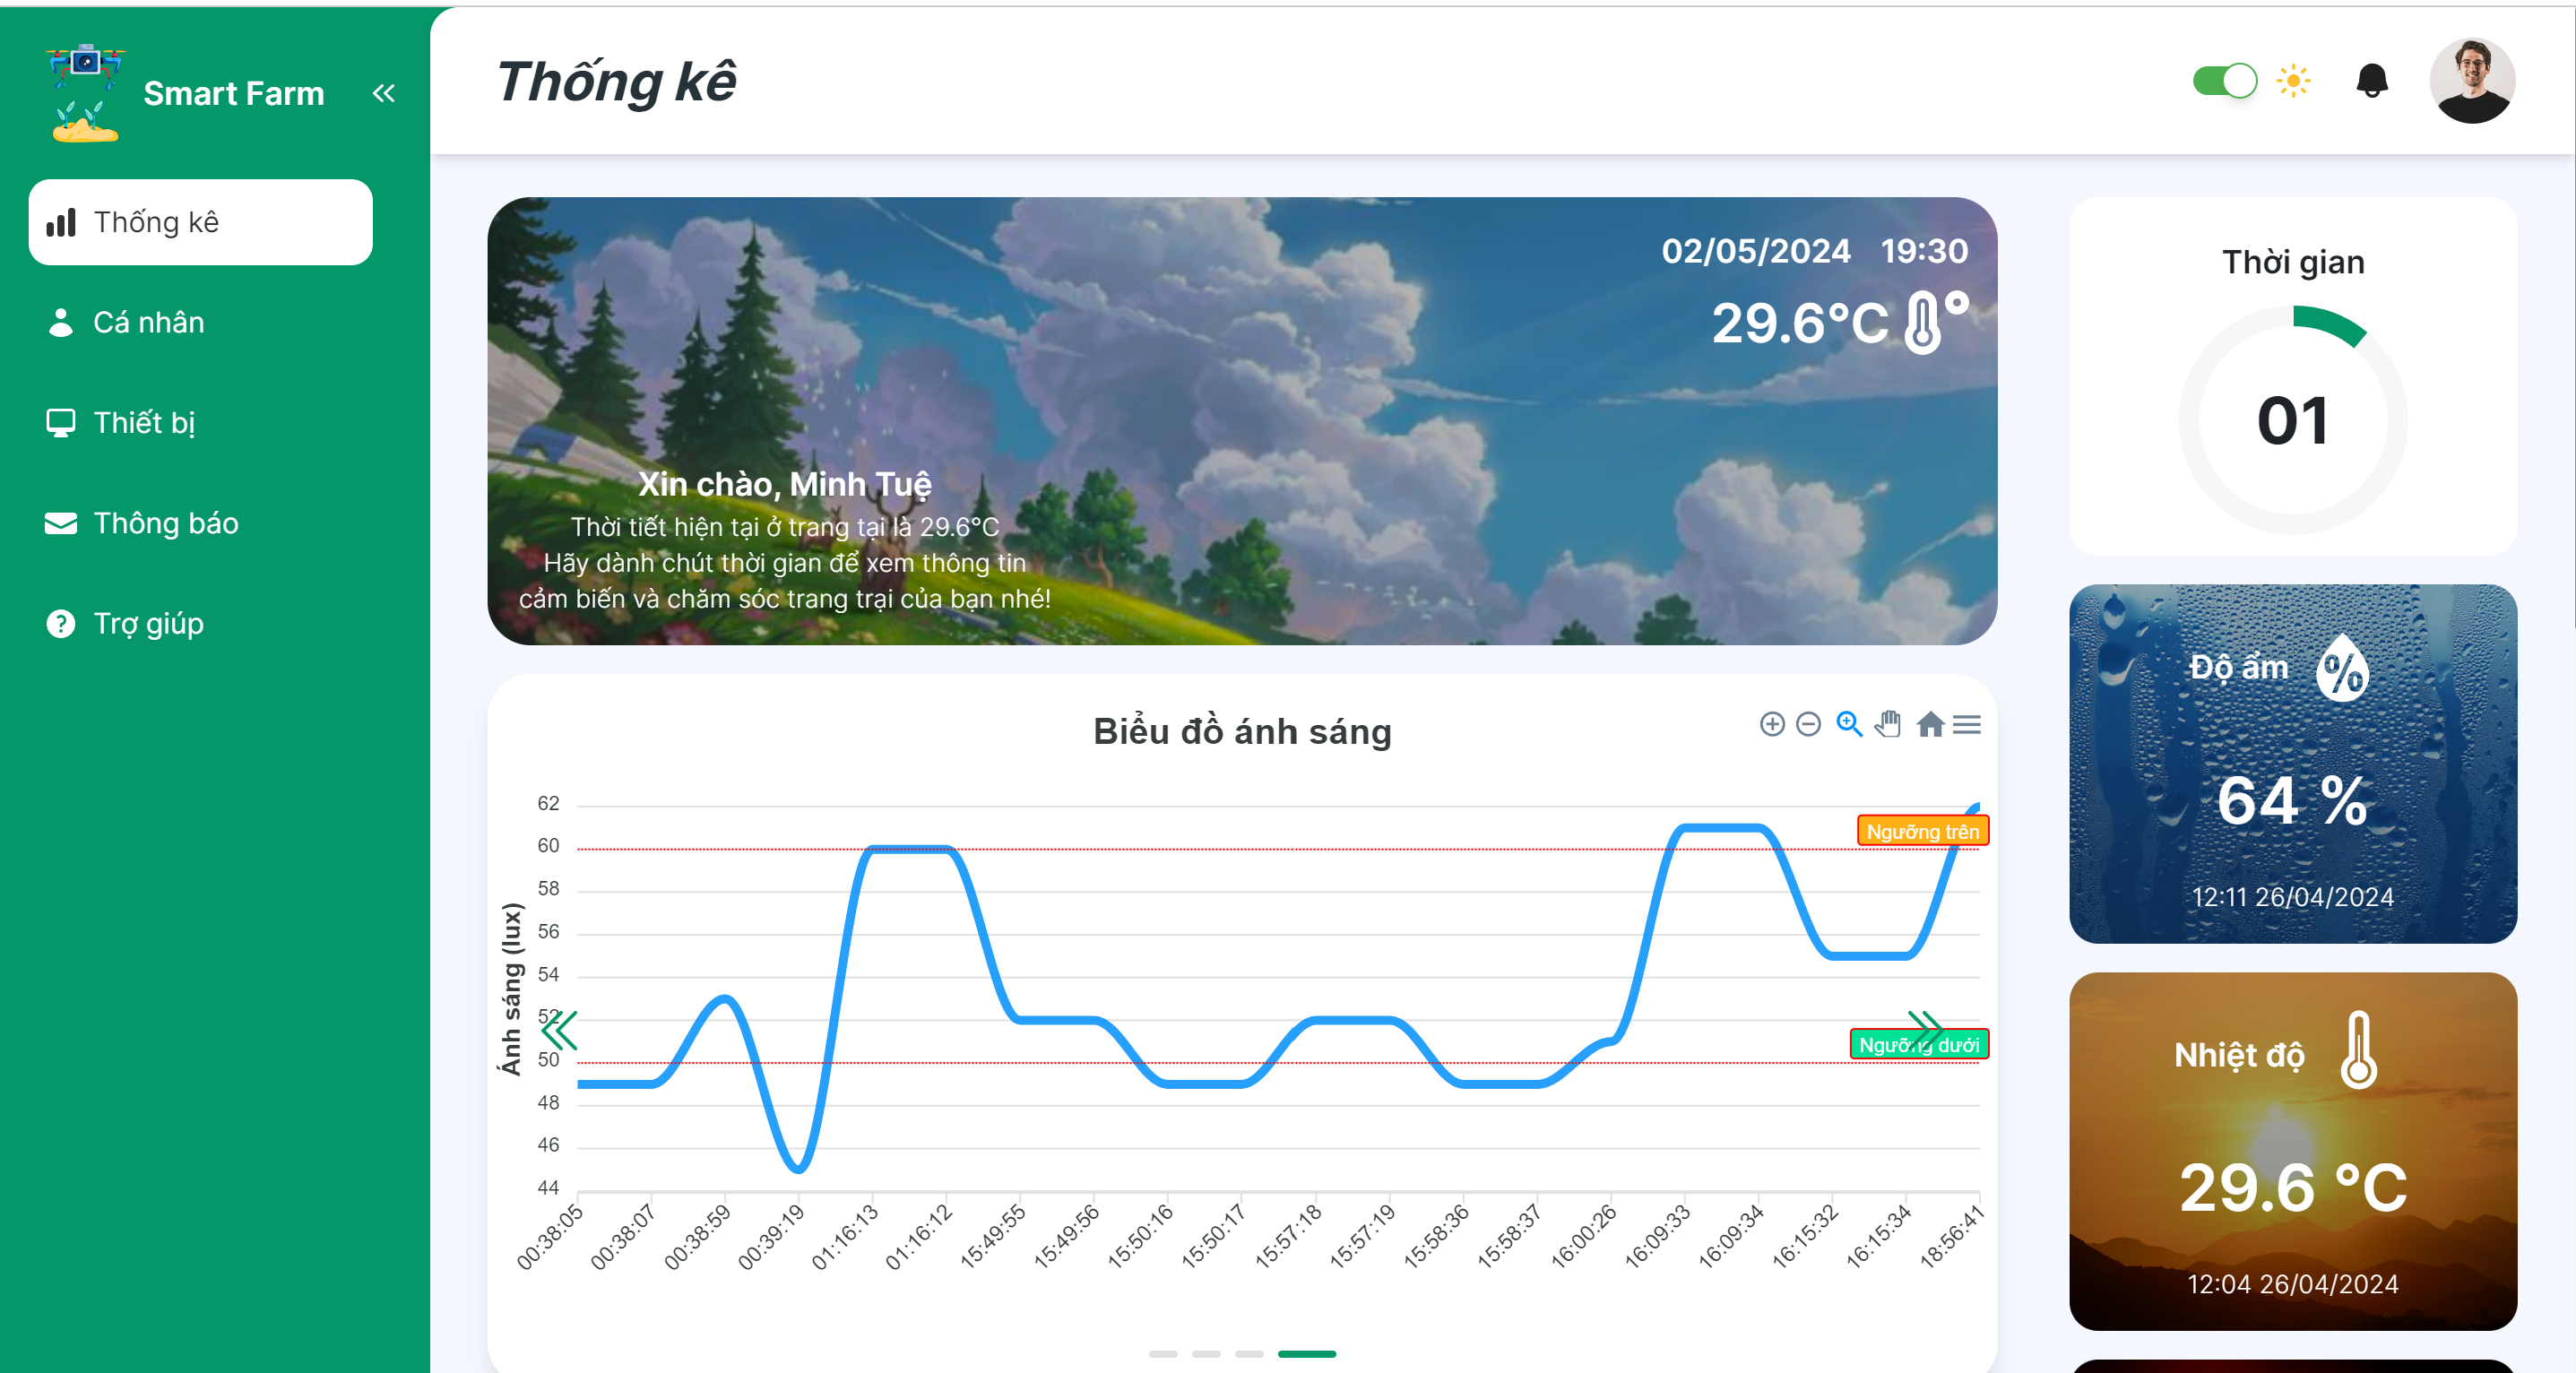 Smart Farm
Thống kê
Cá nhân
Thiết bị
Thông báo
Trợ giúp
Thống kê
02/05/2024 19:30
29.6°C
Xin chào, Minh Tuệ
Thời tiết hiện tại ở trang tại là 29.6°C
Hãy dành chút thời gian để xem thông tin
cảm biến và chăm sóc trang trại của bạn nhé!
Biểu đồ ánh sáng
Ánh sáng (lux)
62
60
58
56
54
52
50
48
46
44
Ngưỡng trên
Ngưỡng dưới
00:38:05
00:38:07
00:38:59
00:39:19
01:16:13
01:16:12
15:49:55
15:49:56
15:50:16
15:50:17
15:57:18
15:57:19
15:58:36
15:58:37
16:00:26
16:09:33
16:09:34
16:15:32
16:15:34
18:56:41
Thời gian
01
Độ ẩm
%
64 %
12:11 26/04/2024
Nhiệt độ
29.6 °C
12:04 26/04/2024